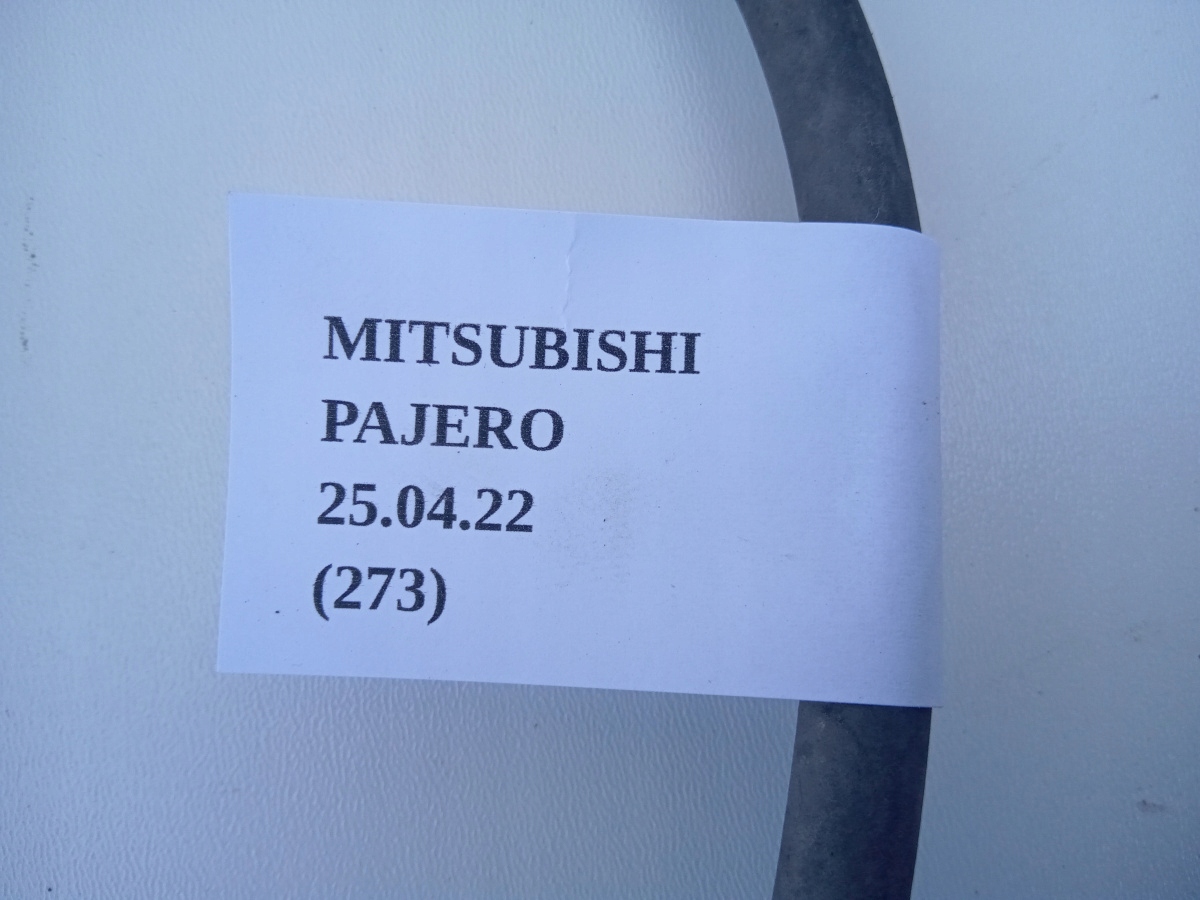 MITSUBISHI
PAJERO
25.04.22
(273)